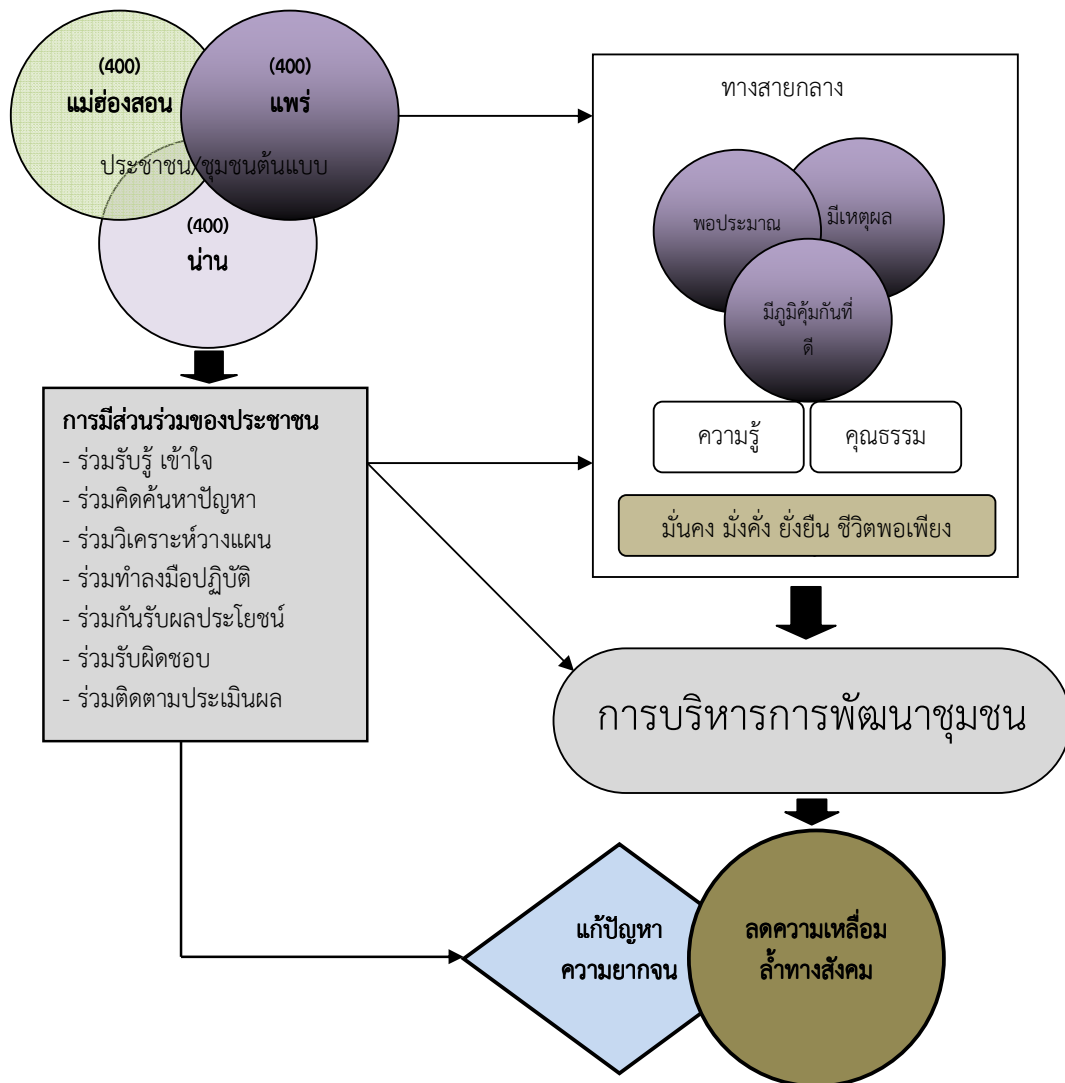 (400)
แม่ฮ่องสอน
(400)
แพร่
ประชาชน/ชุมชนต้นแบบ
(400)
น่าน
ทางสายกลาง
พอประมาณ
มีเหตุผล
มีภูมิคุ้มกันที่
ดี
ความรู้
คุณธรรม
มั่นคง มั่งคั่ง ยั่งยืน ชีวิตพอเพียง
การมีส่วนร่วมของประชาชน
- ร่วมรับรู้ เข้าใจ
- ร่วมคิดค้นหาปัญหา
- ร่วมวิเคราะห์วางแผน
- ร่วมทำลงมือปฏิบัติ
- ร่วมกันรับผลประโยชน์
- ร่วมรับผิดชอบ
- ร่วมติดตามประเมินผล
การบริหารการพัฒนาชุมชน
แก้ปัญหา
ความยากจน
ลดความเหลื่อม
ล้ำทางสังคม